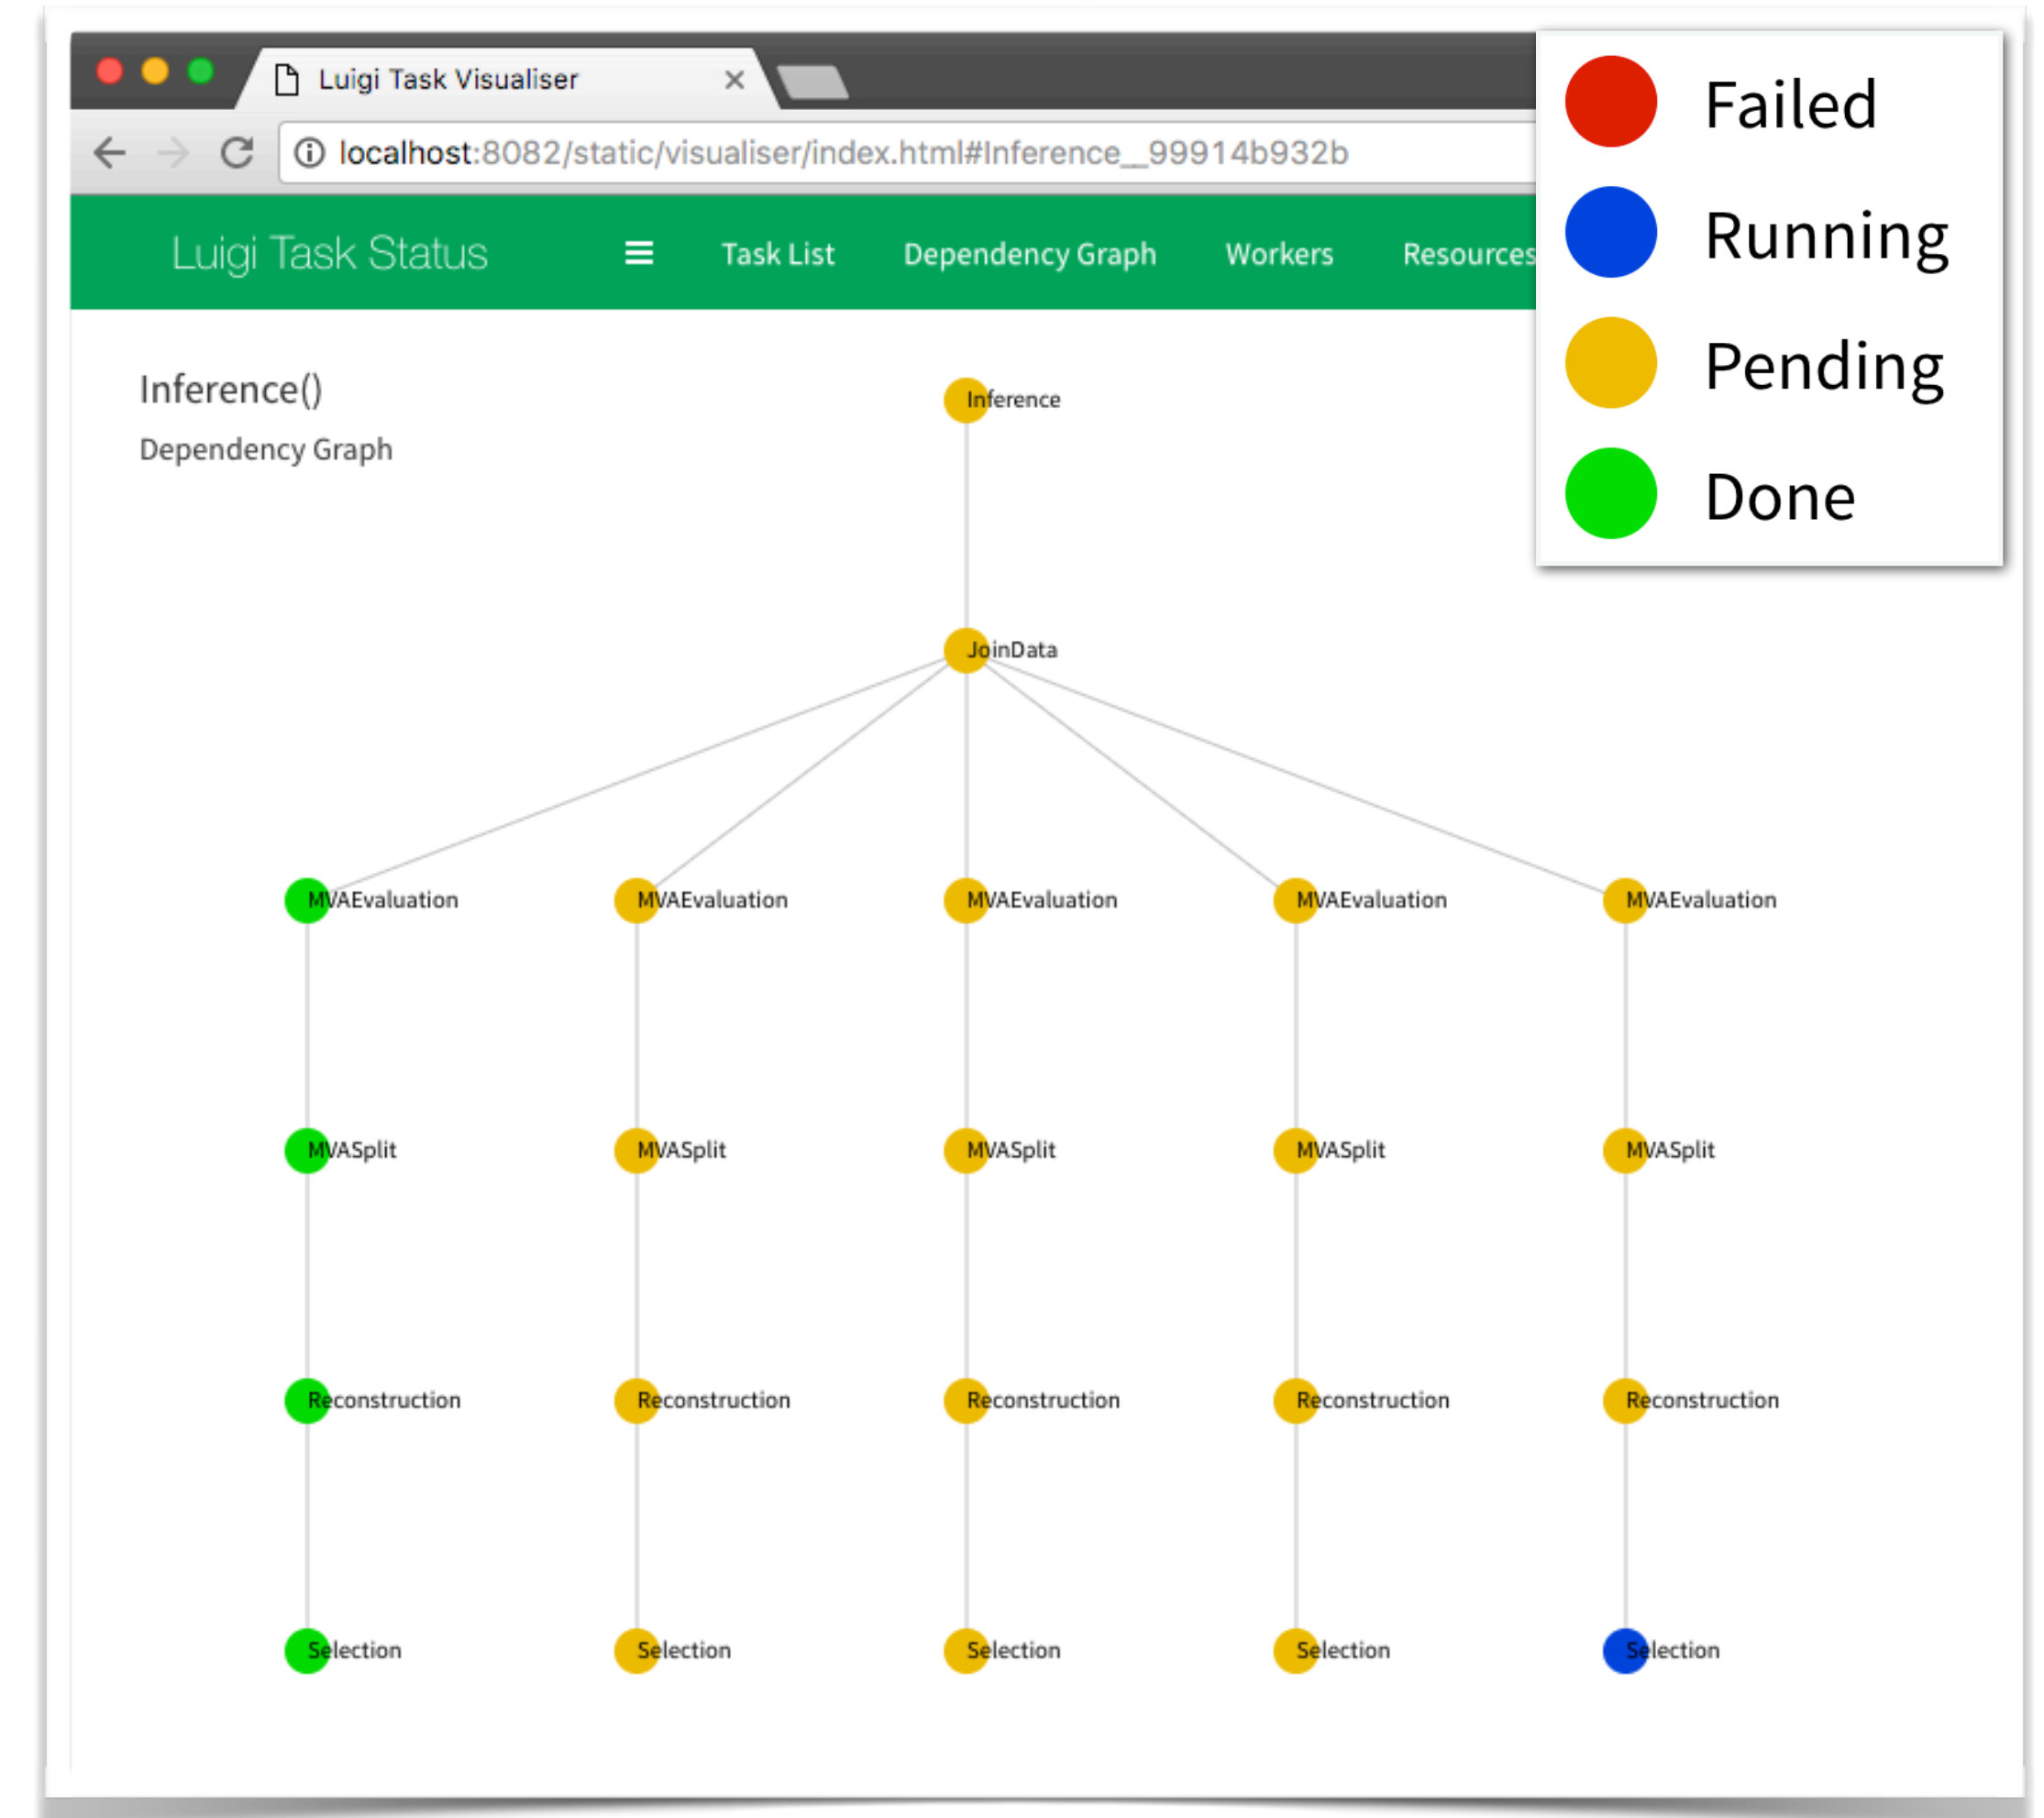 Luigi Task Visualiser
localhost:8082/static/visualiser/index.html#Inference__99914b932b
Luigi Task Status Task List Dependency Graph Workers Resources
Failed
Running
Pending
Done
Inference()
Dependency Graph
Inference
JoinData
MVAEvaluation MVAEvaluation MVAEvaluation MVAEvaluation MVAEvaluation
MVASplit MVASplit MVASplit MVASplit MVASplit
Reconstruction Reconstruction Reconstruction Reconstruction Reconstruction
Selection Selection Selection Selection Selection